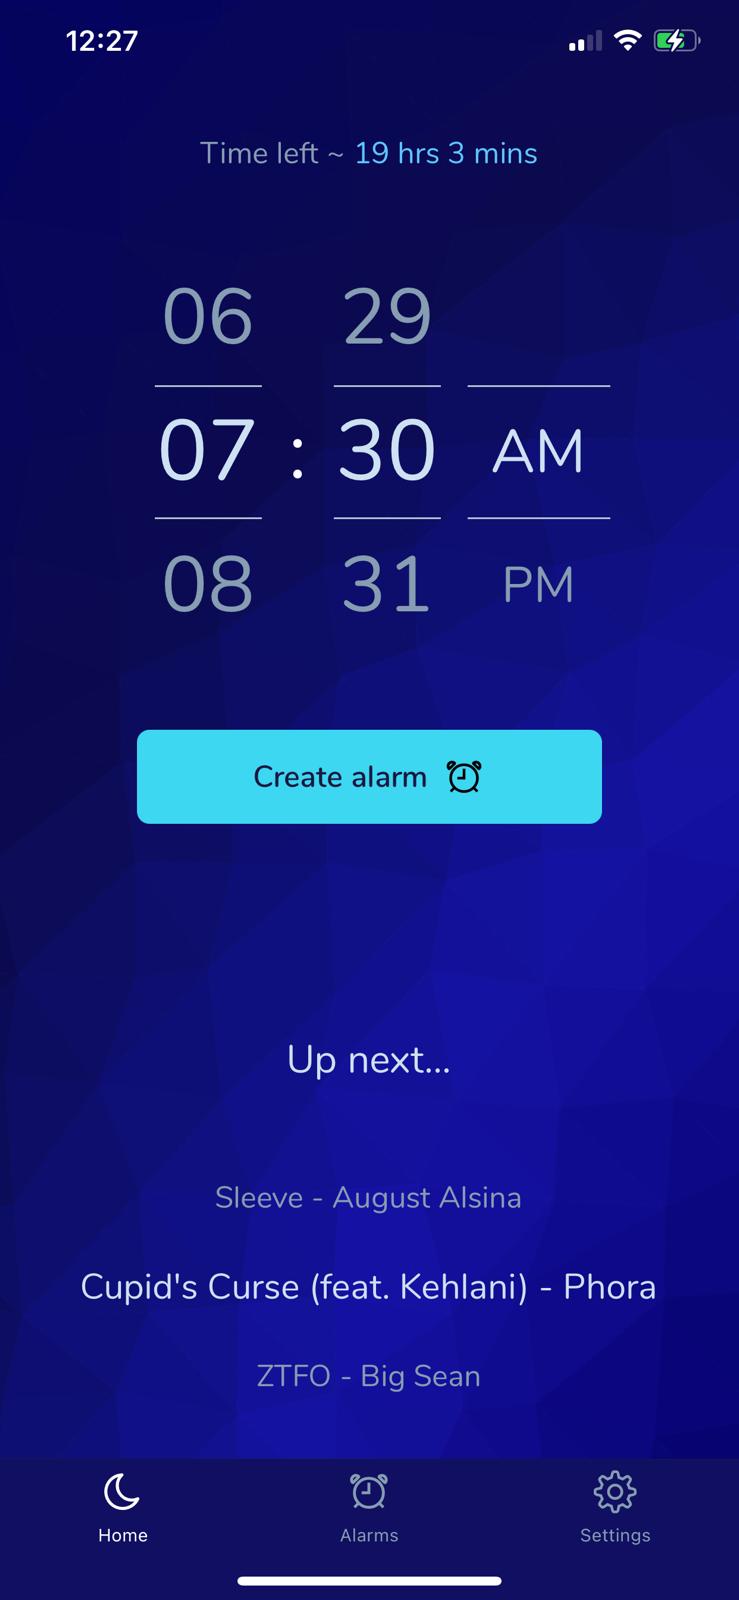 12:27
Time left ~ 19 hrs 3 mins
06 29
07 : 30 AM
08 31 PM
Create alarm
Up next...
Sleeve - August Alsina
Cupid's Curse (feat. Kehlani) - Phora
ZTFO - Big Sean
Home Alarms Settings